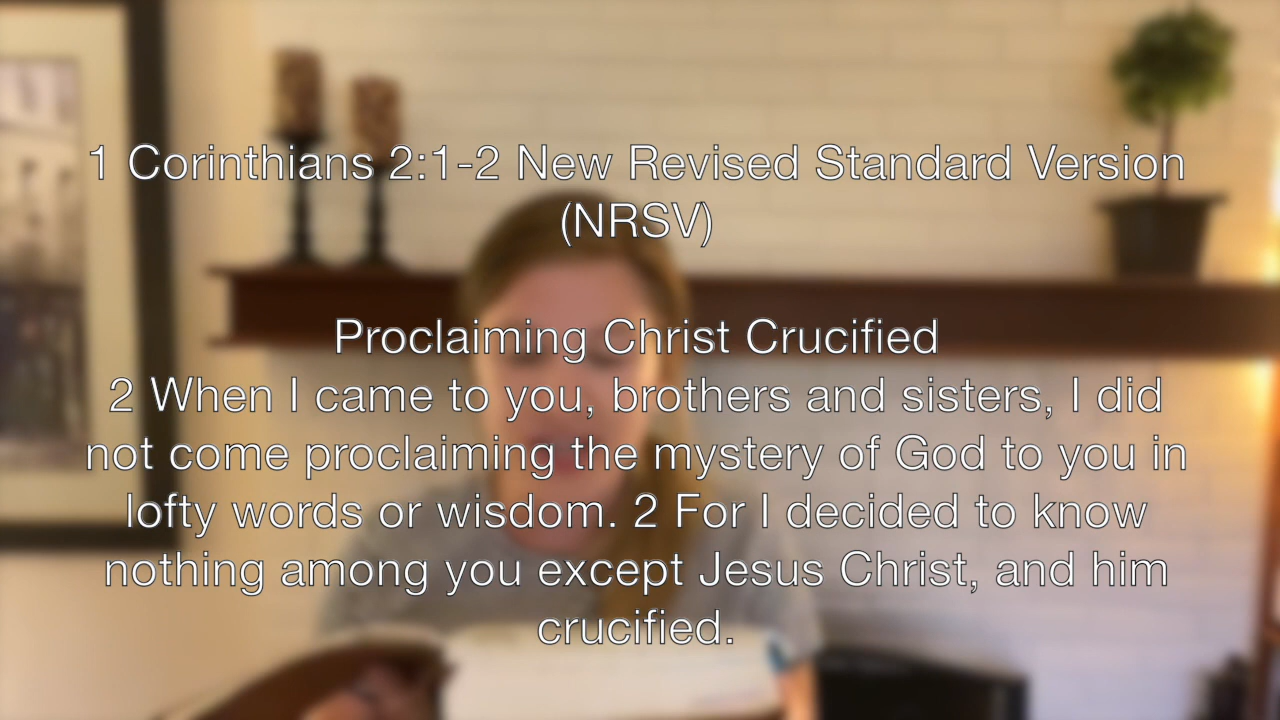 1 Corinthians 2:1-2 New Revised Standard Version
(NRSV)
Proclaiming Christ Crucified
2 When I came to you, brothers and sisters, I did
not come proclaiming the mystery of God to you in
lofty words or wisdom. 2 For I decided to know
nothing among you except Jesus Christ, and him
crucified.